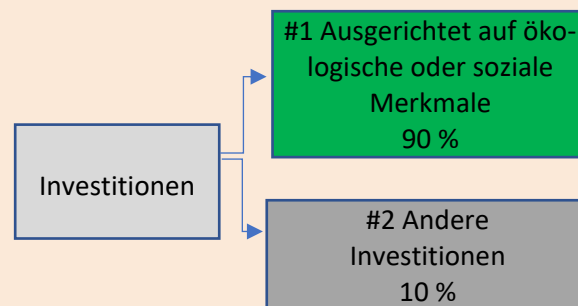 #1 Ausgerichtet auf öko-
logische oder soziale
Merkmale
90 %
Investitionen
#2 Andere
Investitionen
10 %